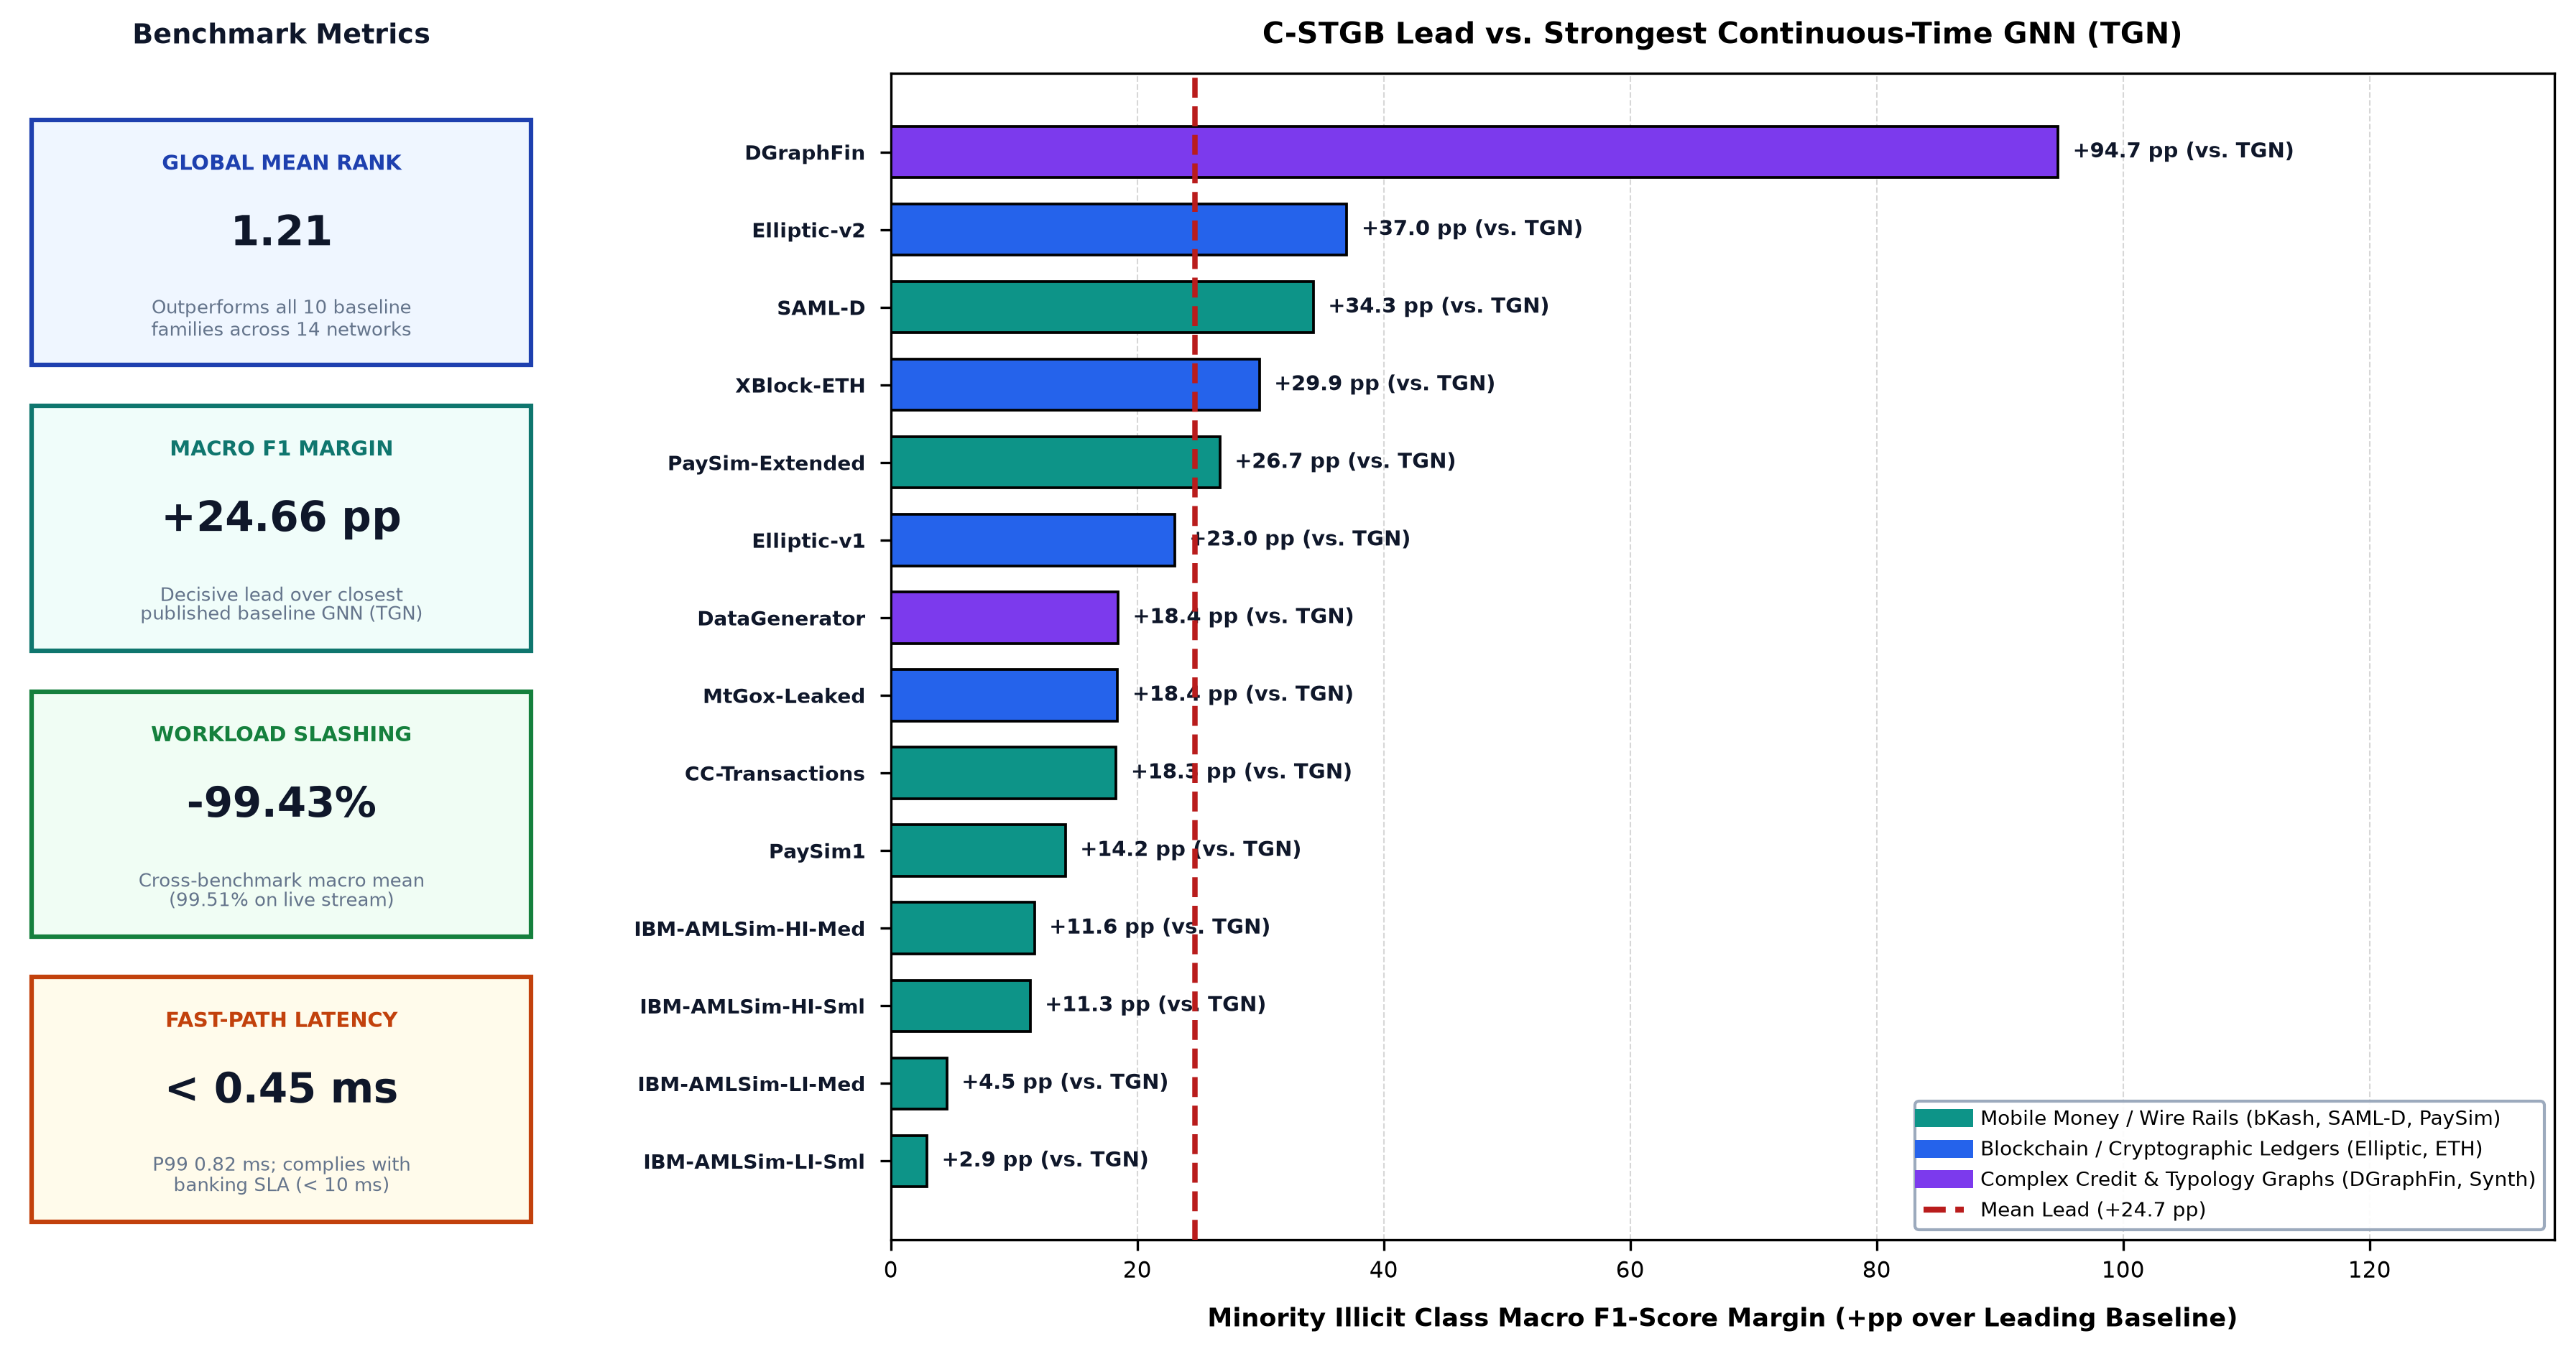 Benchmark Metrics
GLOBAL MEAN RANK
1.21
Outperforms all 10 baseline
families across 14 networks
MACRO F1 MARGIN
+24.66 pp
Decisive lead over closest
published baseline GNN (TGN)
WORKLOAD SLASHING
-99.43%
Cross-benchmark macro mean
(99.51% on live stream)
FAST-PATH LATENCY
< 0.45 ms
P99 0.82 ms; complies with
banking SLA (< 10 ms)
C-STGB Lead vs. Strongest Continuous-Time GNN (TGN)
DGraphFin +94.7 pp (vs. TGN)
Elliptic-v2 +37.0 pp (vs. TGN)
SAML-D +34.3 pp (vs. TGN)
XBlock-ETH +29.9 pp (vs. TGN)
PaySim-Extended +26.7 pp (vs. TGN)
Elliptic-v1 +23.0 pp (vs. TGN)
DataGenerator +18.4 pp (vs. TGN)
MtGox-Leaked +18.4 pp (vs. TGN)
CC-Transactions +18.3 pp (vs. TGN)
PaySim1 +14.2 pp (vs. TGN)
IBM-AMLSim-HI-Med +11.6 pp (vs. TGN)
IBM-AMLSim-HI-Sml +11.3 pp (vs. TGN)
IBM-AMLSim-LI-Med +4.5 pp (vs. TGN)
IBM-AMLSim-LI-Sml +2.9 pp (vs. TGN)
Mobile Money / Wire Rails (bKash, SAML-D, PaySim)
Blockchain / Cryptographic Ledgers (Elliptic, ETH)
Complex Credit & Typology Graphs (DGraphFin, Synth)
Mean Lead (+24.7 pp)
0 20 40 60 80 100 120
Minority Illicit Class Macro F1-Score Margin (+pp over Leading Baseline)